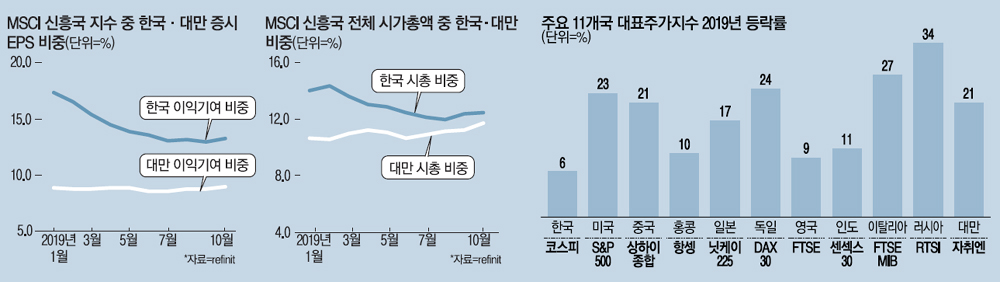 MSCI 신흥국 지수 중 한국 · 대만 증시
EPS 비중(단위=%)
20.0
15.0
10.0
5.0
한국 이익기여 비중
대만 이익기여 비중
2019년 3월 5월 7월 10월
1월
*자료=refinit
MSCI 신흥국 전체 시가총액 중 한국·대만
비중(단위=%)
16,0
12,0
8,0
4,0
한국 시총 비중
대만 시총 비중
2019년 3월 5월 7월 10월
1월
*자료=refinit
주요 11개국 대표주가지수 2019년 등락률
(단위=%)
6 23 21 10 17 24 9 11 27 34 21
한국 미국 중국 홍콩 일본 독일 영국 인도 이탈리아 러시아 대만
코스피 S&P 상하이 항셍 닛케이 DAX FTSE 센섹스 FTSE RTSI 자취엔
500 종합 225 30 30 MIB